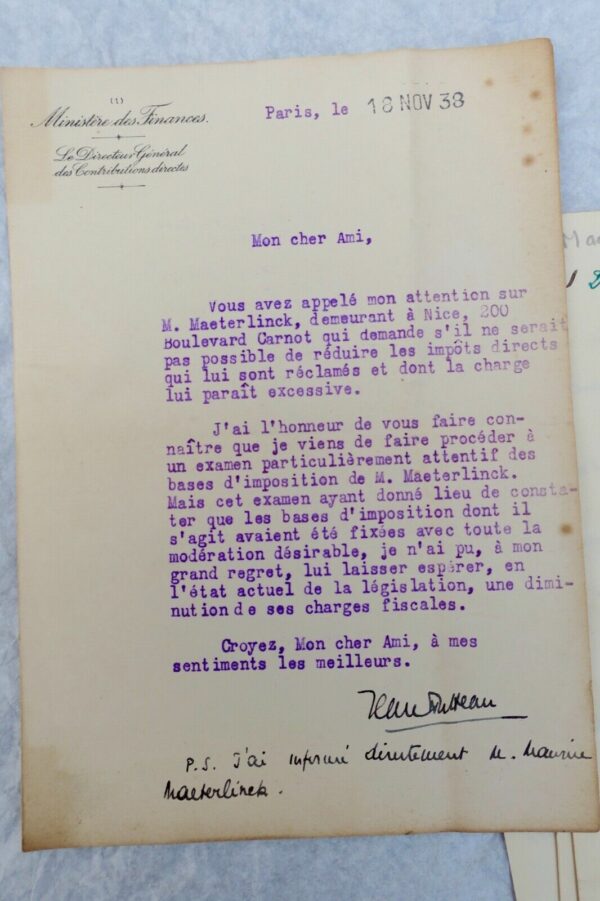 (1)
Ministère des Finances.
Le Directeur Général
des Contributions directes
Paris, le 18 NOV 38
Mon cher Ami,
Vous avez appelé mon attention sur
M. Maeterlinck, demeurant à Nice, 200
Boulevard Carnot qui demande s'il ne serait
pas possible de réduire les impôts directs
qui lui sont réclamés et dont la charge
lui paraît excessive.
J'ai l'honneur de vous faire con-
naître que je viens de faire procéder à
un examen particulièrement attentif des
bases d'imposition de M. Maeterlinck.
Mais cet examen ayant donné lieu de consta-
ter que les bases d'imposition dont il
s'agit avaient été fixées avec toute la
modération désirable, je n'ai pu, à mon
grand regret, lui laisser espérer, en
l'état actuel de la législation, une dimi-
nution de ses charges fiscales.
Croyez, Mon cher Ami, à mes
sentiments les meilleurs.
P.S. J'ai informé directement M. Maurice
Maeterlinck.
Mae
2